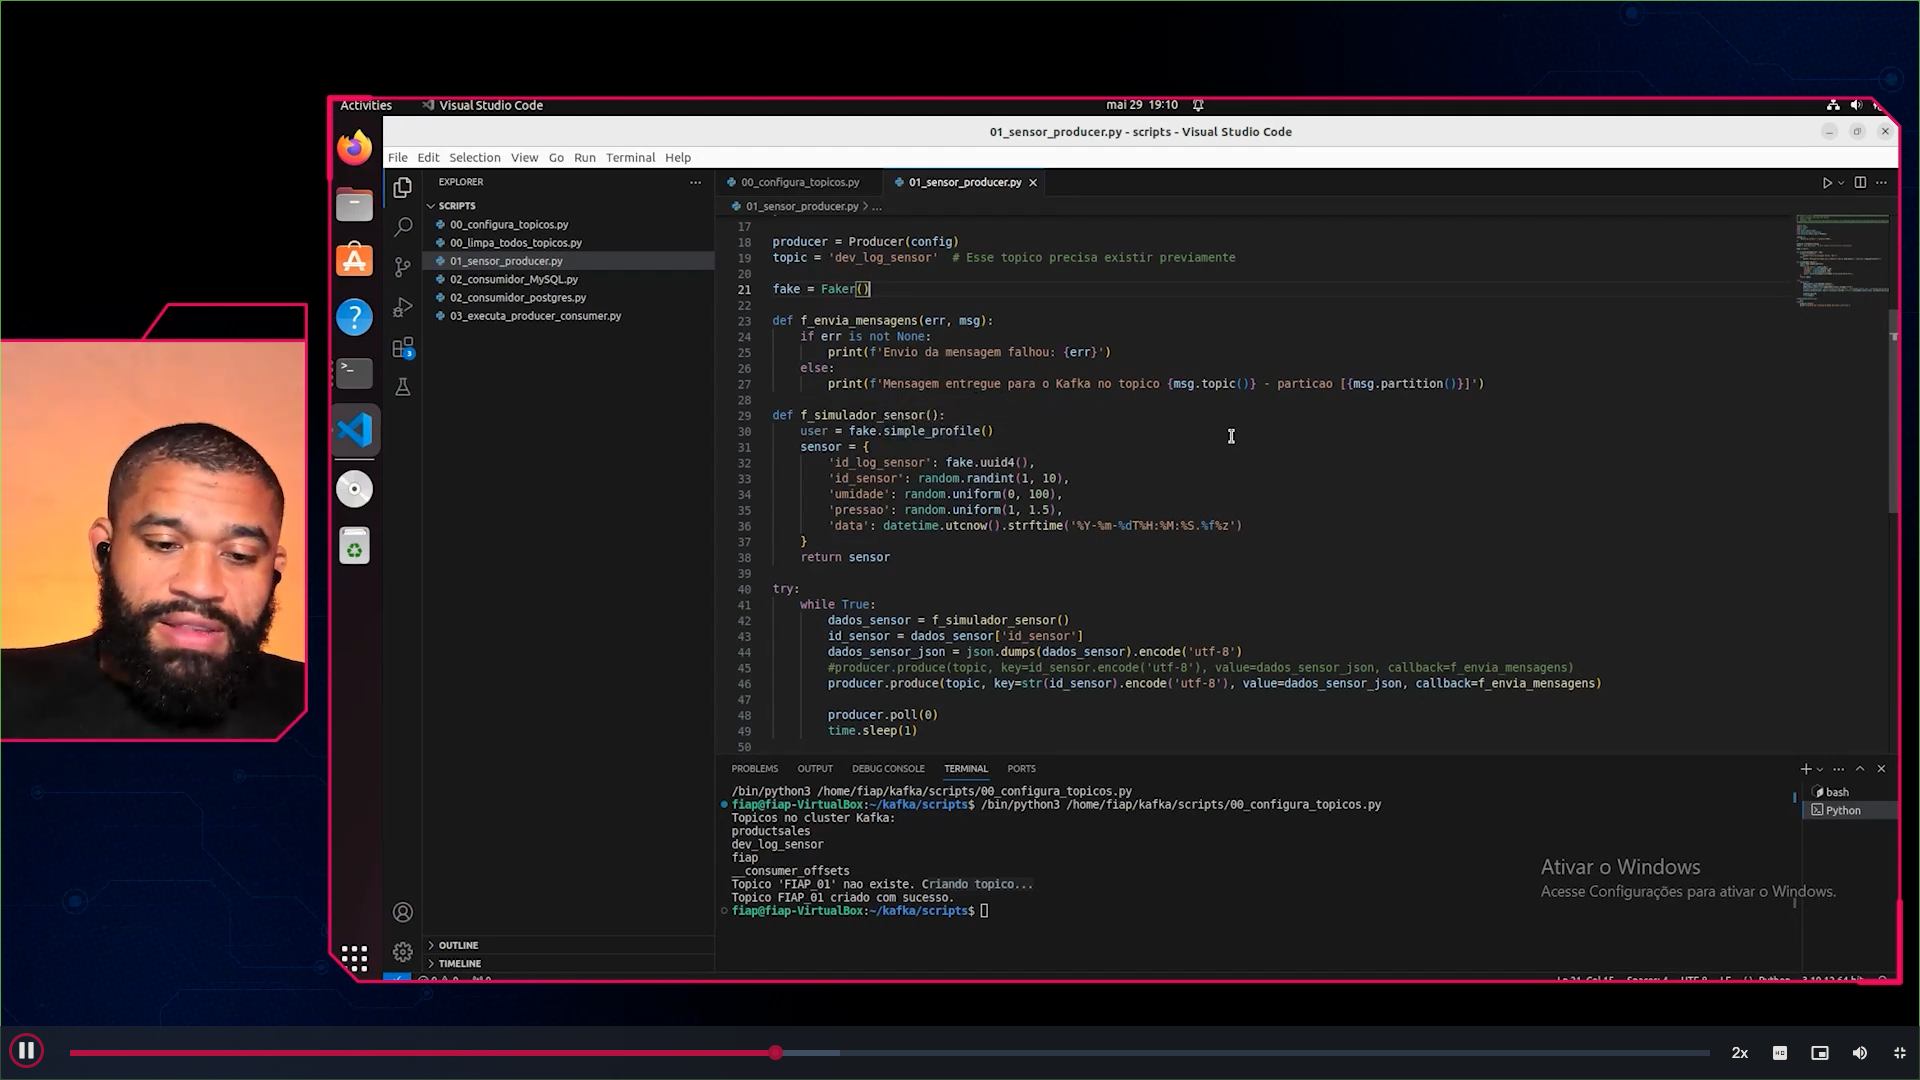 Activities
Visual Studio Code
mai 29 19:10
01_sensor_producer.py - scripts - Visual Studio Code
File Edit Selection View Go Run Terminal Help
EXPLORER
SCRIPTS
00_configura_topicos.py
00_limpa_todos_topicos.py
01_sensor_producer.py
02_consumidor_MySQL.py
02_consumidor_postgres.py
03_executa_producer_consumer.py
3
OUTLINE
TIMELINE
00_configura_topicos.py
01_sensor_producer.py
01_sensor_producer.py > ...
17
18 producer = Producer(config)
19 topic = 'dev_log_sensor'  # Esse topico precisa existir previamente
20
21 fake = Faker()
22
23 def f_envia_mensagens(err, msg):
24     if err is not None:
25         print(f'Envio da mensagem falhou: {err}')
26     else:
27         print(f'Mensagem entregue para o Kafka no topico {msg.topic()} - particao [{msg.partition()}]')
28
29 def f_simulador_sensor():
30     user = fake.simple_profile()
31     sensor = {
32         'id_log_sensor': fake.uuid4(),
33         'id_sensor': random.randint(1, 10),
34         'umidade': random.uniform(0, 100),
35         'pressao': random.uniform(1, 1.5),
36         'data': datetime.utcnow().strftime('%Y-%m-%dT%H:%M:%S.%f%z')
37     }
38     return sensor
39
40 try:
41     while True:
42         dados_sensor = f_simulador_sensor()
43         id_sensor = dados_sensor['id_sensor']
44         dados_sensor_json = json.dumps(dados_sensor).encode('utf-8')
45         #producer.produce(topic, key=id_sensor.encode('utf-8'), value=dados_sensor_json, callback=f_envia_mensagens)
46         producer.produce(topic, key=str(id_sensor).encode('utf-8'), value=dados_sensor_json, callback=f_envia_mensagens)
47
48         producer.poll(0)
49         time.sleep(1)
50
PROBLEMS OUTPUT DEBUG CONSOLE TERMINAL PORTS
/bin/python3 /home/fiap/kafka/scripts/00_configura_topicos.py
fiap@fiap-VirtualBox:~/kafka/scripts$ /bin/python3 /home/fiap/kafka/scripts/00_configura_topicos.py
Topicos no cluster Kafka:
productsales
dev_log_sensor
fiap
__consumer_offsets
Topico 'FIAP_01' nao existe. Criando topico...
Topico FIAP_01 criado com sucesso.
fiap@fiap-VirtualBox:~/kafka/scripts$
bash
Python
Ativar o Windows
Acesse Configurações para ativar o Windows.
2x